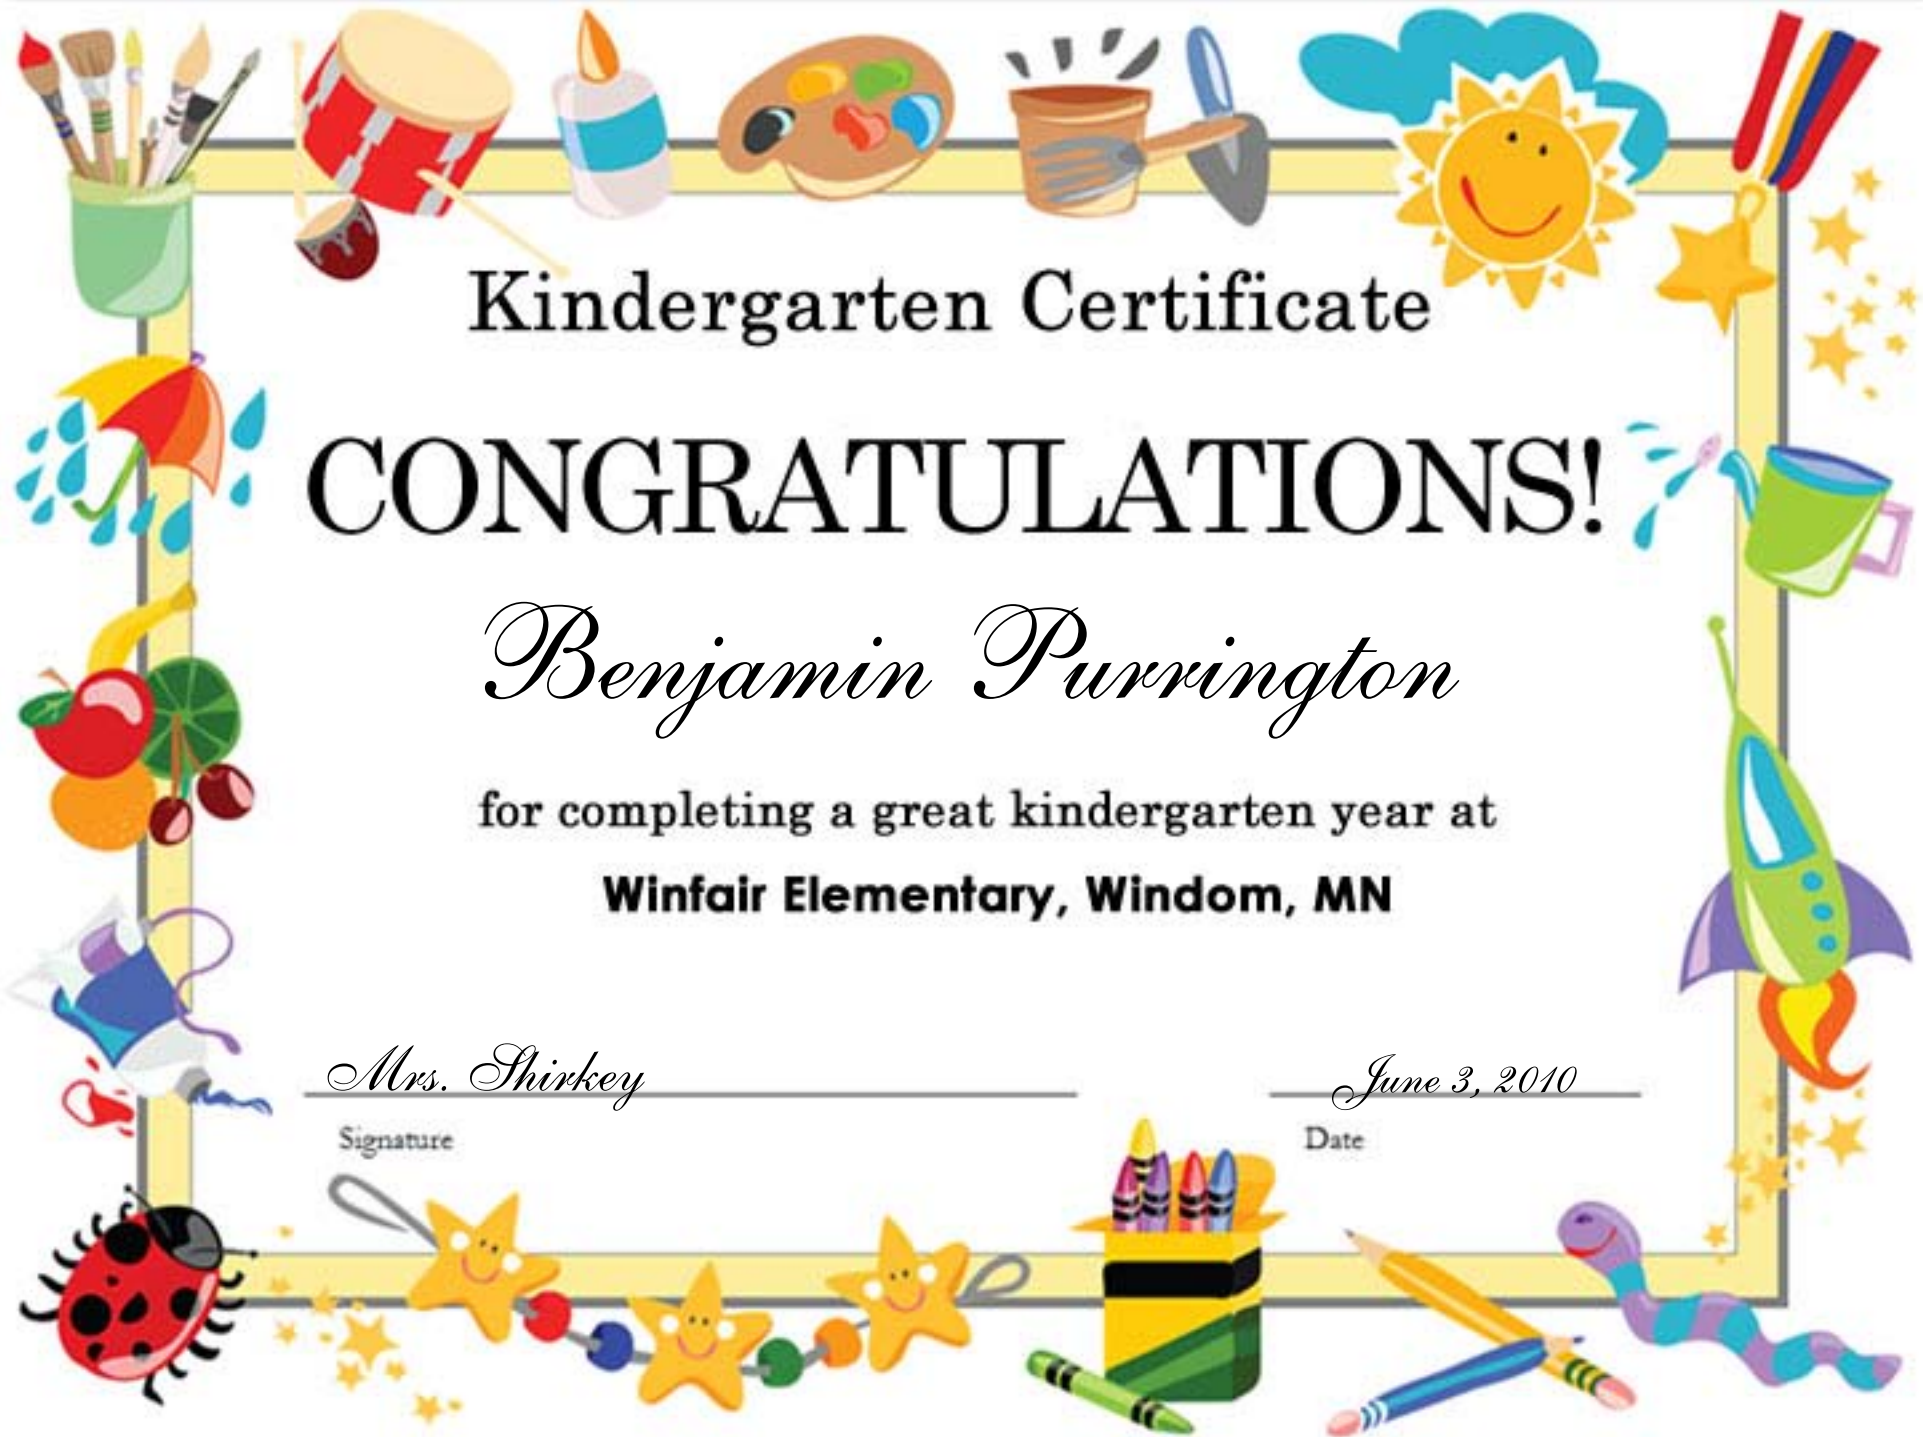 Kindergarten Certificate
CONGRATULATIONS!
Benjamin Purrington
for completing a great kindergarten year at
Winfair Elementary, Windom, MN
Mrs. Shirkey
June 3, 2010
Signature
Date